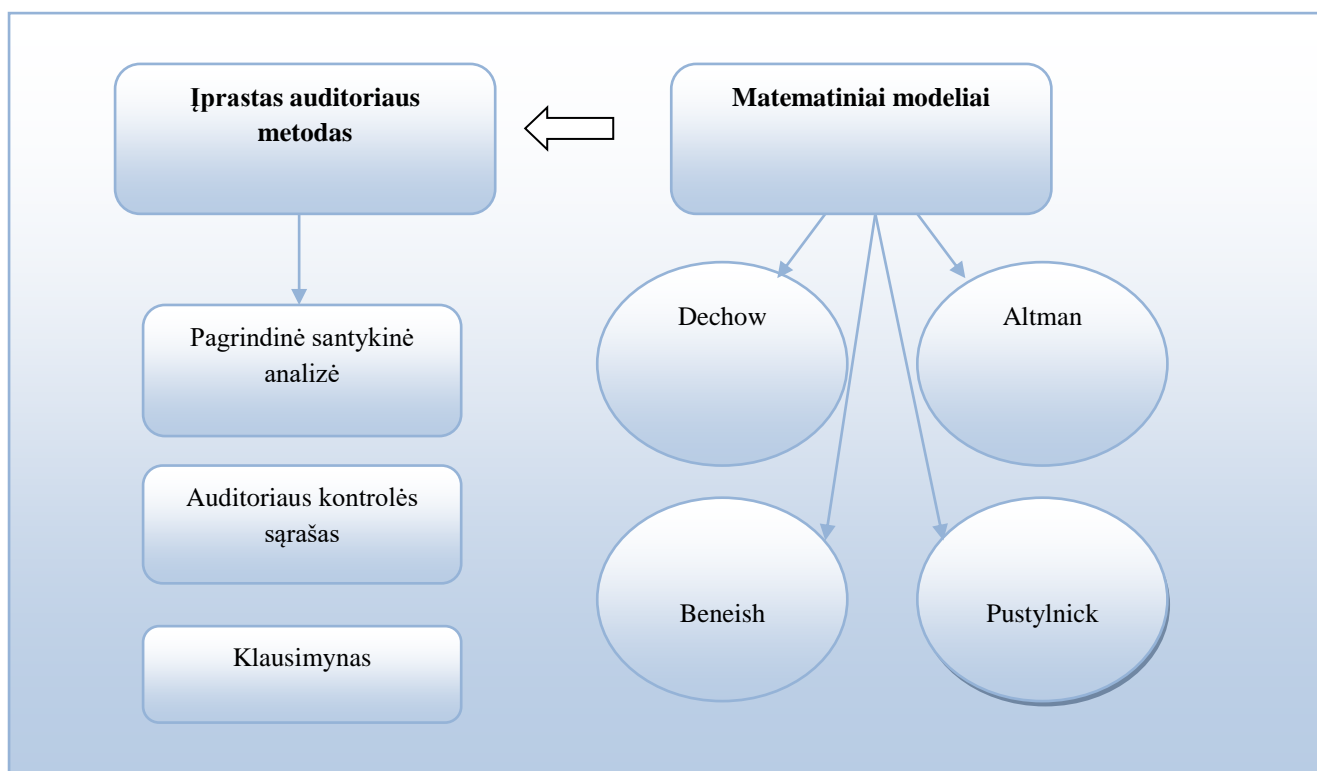 Įprastas auditoriaus
metodas
Matematiniai modeliai
Pagrindinė santykinė
analizė
Auditoriaus kontrolės
sąrašas
Klausimynas
Dechow
Altman
Beneish
Pustylnick